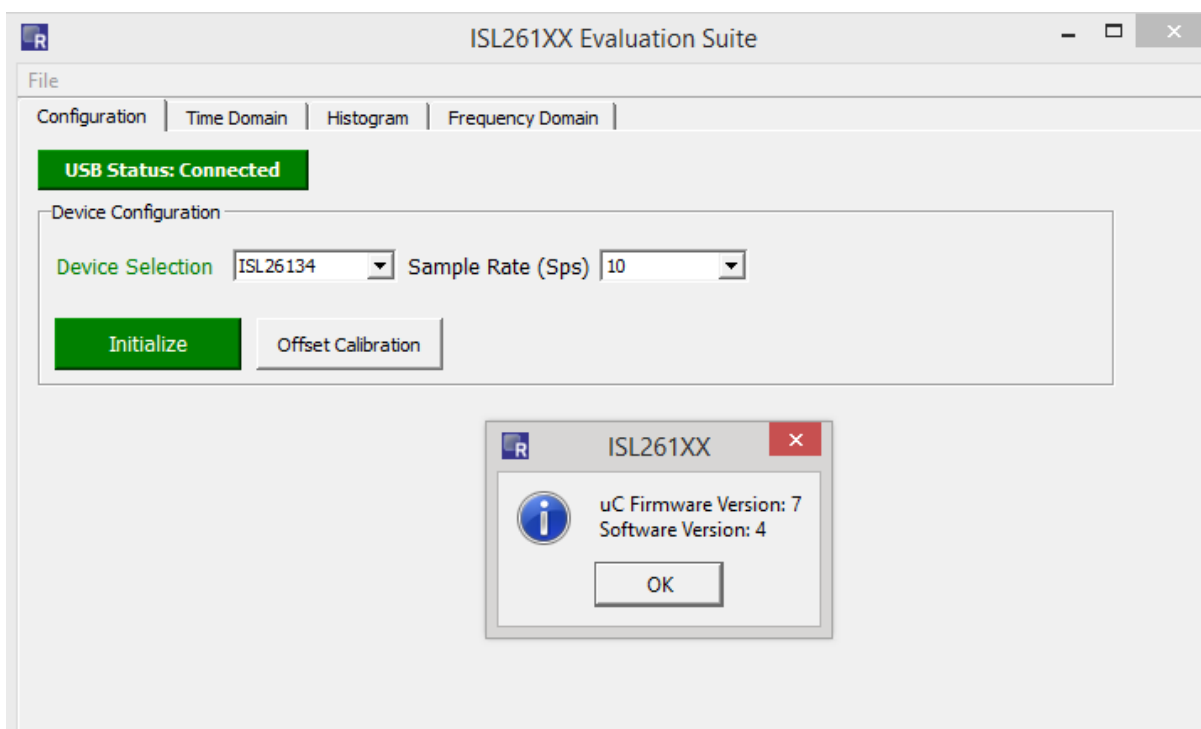 ISL261XX Evaluation Suite
File
Configuration Time Domain Histogram Frequency Domain
USB Status: Connected
Device Configuration
Device Selection ISL26134 Sample Rate (Sps) 10
Initialize Offset Calibration
R ISL261XX
uC Firmware Version: 7
Software Version: 4
OK